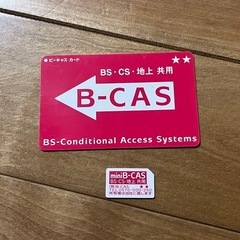 ビーキャス カード
★★
BS・CS・地上 共用
B-CAS
BS-Conditional Access Systems
miniB-CAS
BS・CS・地上 共用